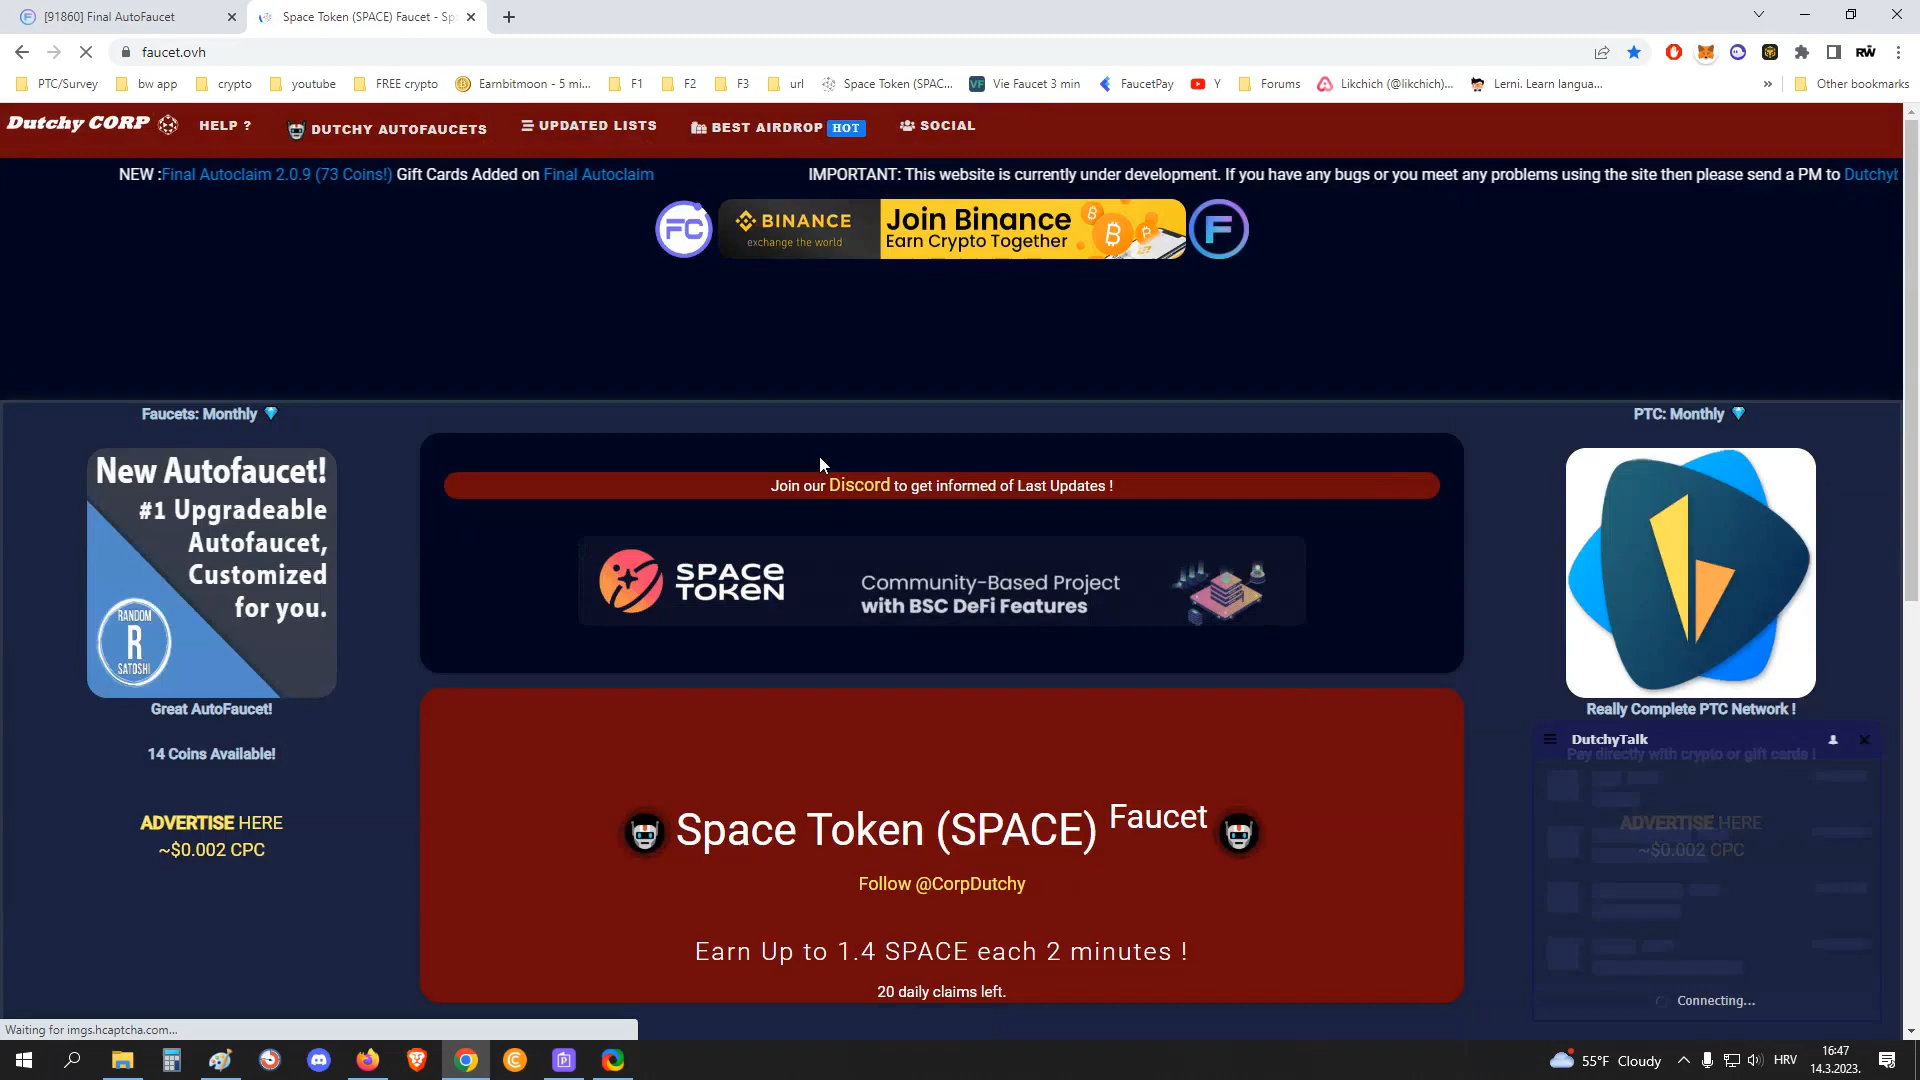 [91860] Final AutoFaucet
Space Token (SPACE) Faucet - Sp
faucet.ovh
PTC/Survey
bw app
crypto
youtube
FREE crypto
Earnbitmoon - 5 mi...
F1
F2
F3
url
Space Token (SPAC...
Vie Faucet 3 min
FaucetPay
Y
Forums
Likchich (@likchich)...
Lerni. Learn langua...
»
Other bookmarks
Dutchy CORP
HELP ?
DUTCHY AUTOFAUCETS
UPDATED LISTS
BEST AIRDROP HOT
SOCIAL
NEW :Final Autoclaim 2.0.9 (73 Coins!) Gift Cards Added on Final Autoclaim
IMPORTANT: This website is currently under development. If you have any bugs or you meet any problems using the site then please send a PM to Dutchyt
FC
BINANCE
exchange the world
Join Binance
Earn Crypto Together
F
Faucets: Monthly
New Autofaucet!
#1 Upgradeable
Autofaucet,
Customized
for you.
RANDOM
R
SATOSHI
Great AutoFaucet!
14 Coins Available!
ADVERTISE HERE
~$0.002 CPC
Join our Discord to get informed of Last Updates !
SPACE
TOKEN
Community-Based Project
with BSC DeFi Features
Space Token (SPACE) Faucet
Follow @CorpDutchy
Earn Up to 1.4 SPACE each 2 minutes !
20 daily claims left.
PTC: Monthly
Really Complete PTC Network !
DutchyTalk
Pay directly with crypto or gift cards !
ADVERTISE HERE
~$0.002 CPC
Connecting...
Waiting for imgs.hcaptcha.com...
55°F Cloudy
HRV
16:47
14.3.2023.